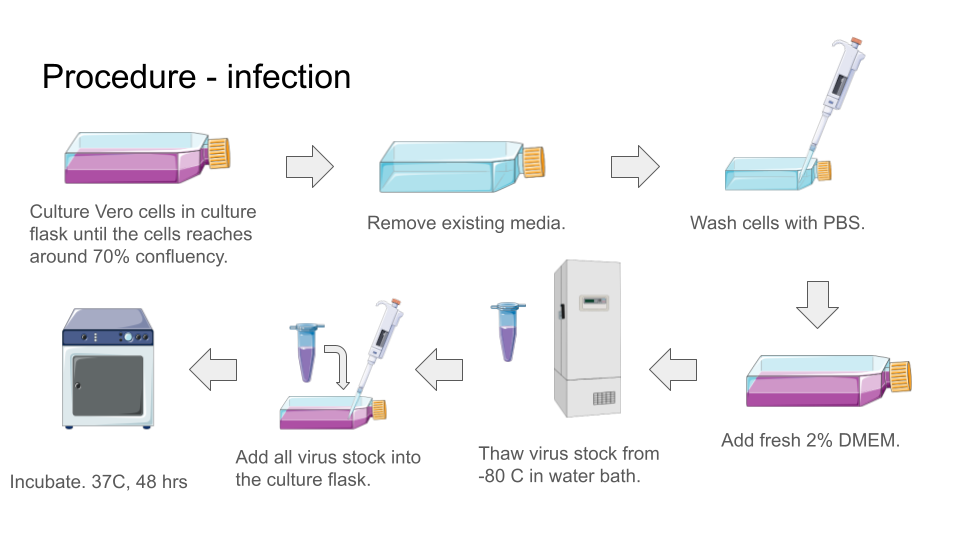 Procedure - infection
Culture Vero cells in culture
flask until the cells reaches
around 70% confluency.
Remove existing media.
Wash cells with PBS.
Add fresh 2% DMEM.
Thaw virus stock from
-80 C in water bath.
Add all virus stock into
the culture flask.
Incubate. 37C, 48 hrs